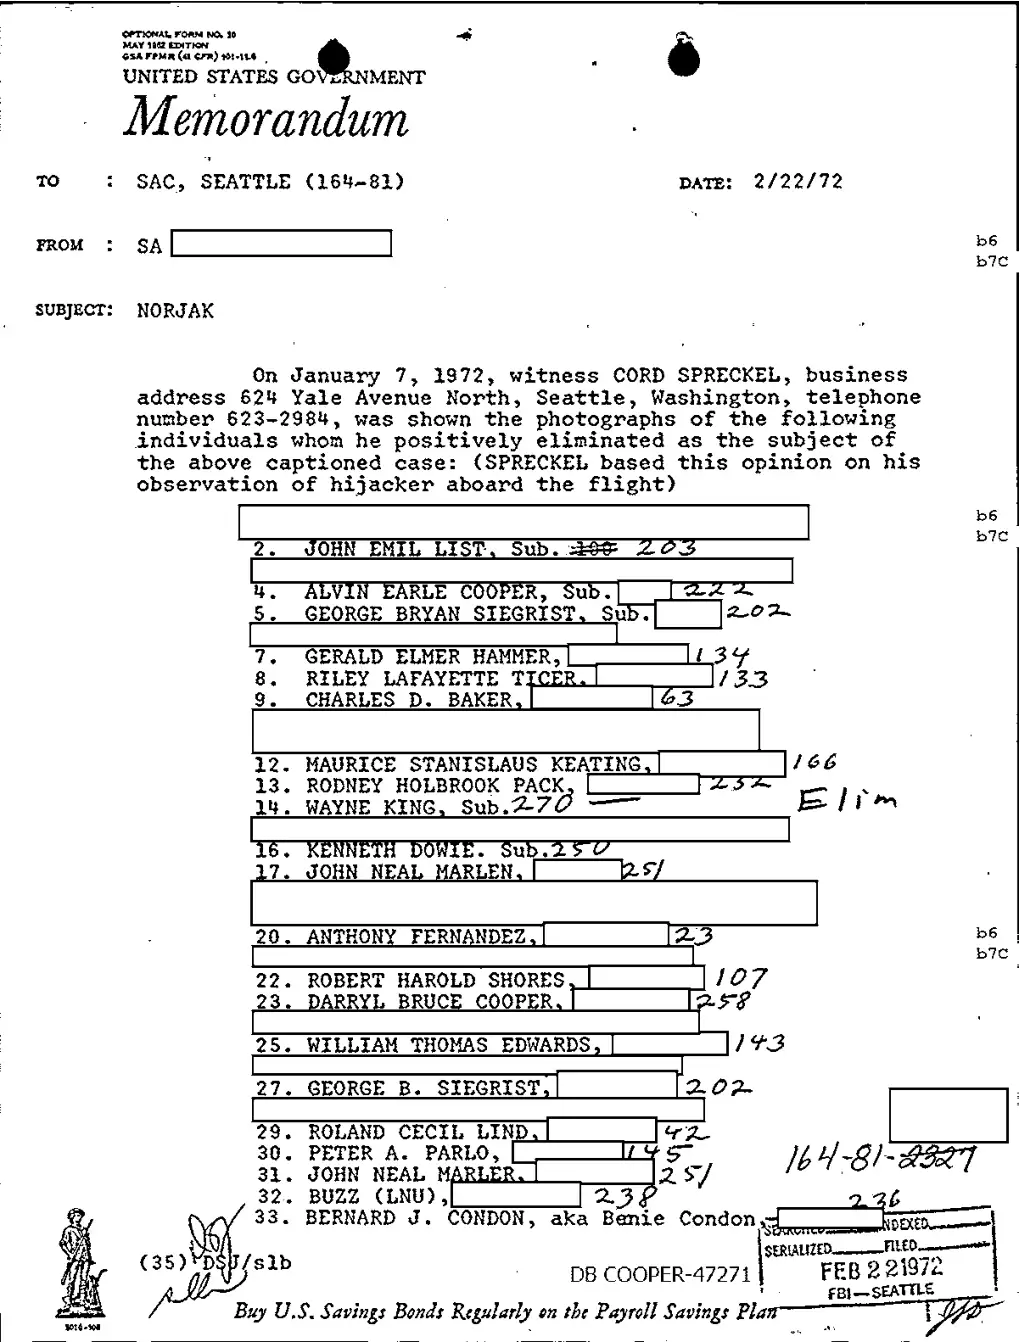 OPTIONAL FORM NO. 10
MAY 1962 EDITION
GSA FPMR (41 CFR) 101-11.6
UNITED STATES GOVERNMENT
Memorandum
TO : SAC, SEATTLE (164-81) DATE: 2/22/72
FROM : SA
b6
b7C
SUBJECT: NORJAK
On January 7, 1972, witness CORD SPRECKEL, business
address 624 Yale Avenue North, Seattle, Washington, telephone
number 623-2984, was shown the photographs of the following
individuals whom he positively eliminated as the subject of
the above captioned case: (SPRECKEL based this opinion on his
observation of hijacker aboard the flight)
b6
b7C
2. JOHN EMIL LIST, Sub. 203
4. ALVIN EARLE COOPER, Sub. 222
5. GEORGE BRYAN SIEGRIST, Sub. 202
7. GERALD ELMER HAMMER, 134
8. RILEY LAFAYETTE TICER, 133
9. CHARLES D. BAKER, 63
12. MAURICE STANISLAUS KEATING, 166
13. RODNEY HOLBROOK PACK, 232
14. WAYNE KING, Sub. 270 — Elim
16. KENNETH DOWIE. Sub. 250
17. JOHN NEAL MARLEN, 251
20. ANTHONY FERNANDEZ, 23
b6
b7C
22. ROBERT HAROLD SHORES, 107
23. DARRYL BRUCE COOPER, 258
25. WILLIAM THOMAS EDWARDS, 143
27. GEORGE B. SIEGRIST, 202
29. ROLAND CECIL LIND, 42
30. PETER A. PARLO, 145
31. JOHN NEAL MARLER, 251
32. BUZZ (LNU), 238
33. BERNARD J. CONDON, aka Bernie Condon, 236
164-81-2327
SEARCHED INDEXED
SERIALIZED FILED
FEB 22 1972
FBI—SEATTLE
(35) DSJ/slb
DB COOPER-47271
Buy U.S. Savings Bonds Regularly on the Payroll Savings Plan
5010-108